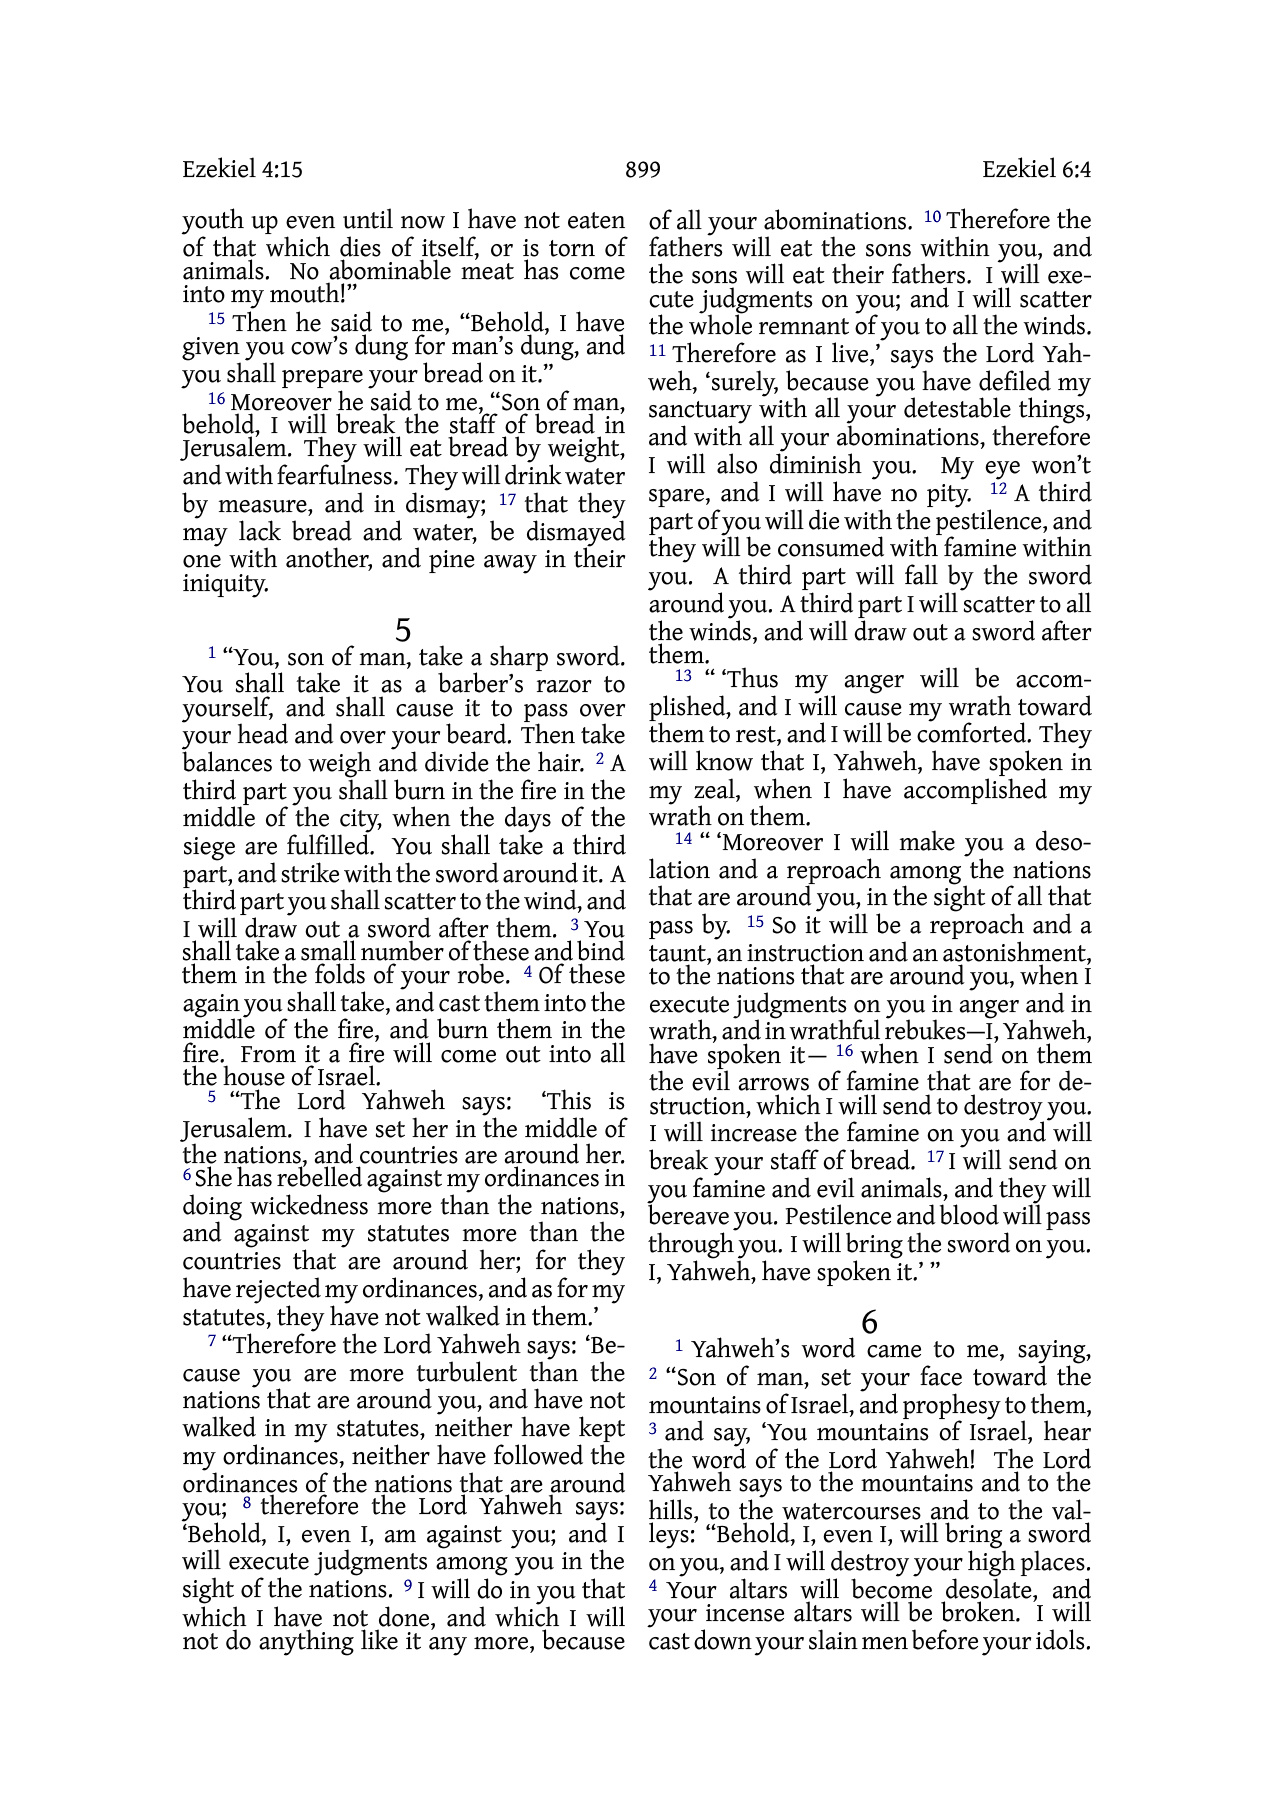 Ezekiel 4:15 899 Ezekiel 6:4
youth up even until now I have not eaten
of that which dies of itself, or is torn of
animals. No abominable meat has come
into my mouth!”
15 Then he said to me, “Behold, I have
given you cow’s dung for man’s dung, and
you shall prepare your bread on it.”
16 Moreover he said to me, “Son of man,
behold, I will break the staff of bread in
Jerusalem. They will eat bread by weight,
and with fearfulness. They will drink water
by measure, and in dismay; 17 that they
may lack bread and water, be dismayed
one with another, and pine away in their
iniquity.
5
1 “You, son of man, take a sharp sword.
You shall take it as a barber’s razor to
yourself, and shall cause it to pass over
your head and over your beard. Then take
balances to weigh and divide the hair. 2 A
third part you shall burn in the fire in the
middle of the city, when the days of the
siege are fulfilled. You shall take a third
part, and strike with the sword around it. A
third part you shall scatter to the wind, and
I will draw out a sword after them. 3 You
shall take a small number of these and bind
them in the folds of your robe. 4 Of these
again you shall take, and cast them into the
middle of the fire, and burn them in the
fire. From it a fire will come out into all
the house of Israel.
5 “The Lord Yahweh says: ‘This is
Jerusalem. I have set her in the middle of
the nations, and countries are around her.
6 She has rebelled against my ordinances in
doing wickedness more than the nations,
and against my statutes more than the
countries that are around her; for they
have rejected my ordinances, and as for my
statutes, they have not walked in them.’
7 “Therefore the Lord Yahweh says: ‘Be-
cause you are more turbulent than the
nations that are around you, and have not
walked in my statutes, neither have kept
my ordinances, neither have followed the
ordinances of the nations that are around
you; 8 therefore the Lord Yahweh says:
‘Behold, I, even I, am against you; and I
will execute judgments among you in the
sight of the nations. 9 I will do in you that
which I have not done, and which I will
not do anything like it any more, because
of all your abominations. 10 Therefore the
fathers will eat the sons within you, and
the sons will eat their fathers. I will exe-
cute judgments on you; and I will scatter
the whole remnant of you to all the winds.
11 Therefore as I live,’ says the Lord Yah-
weh, ‘surely, because you have defiled my
sanctuary with all your detestable things,
and with all your abominations, therefore
I will also diminish you. My eye won’t
spare, and I will have no pity. 12 A third
part of you will die with the pestilence, and
they will be consumed with famine within
you. A third part will fall by the sword
around you. A third part I will scatter to all
the winds, and will draw out a sword after
them.
13 “ ‘Thus my anger will be accom-
plished, and I will cause my wrath toward
them to rest, and I will be comforted. They
will know that I, Yahweh, have spoken in
my zeal, when I have accomplished my
wrath on them.
14 “ ‘Moreover I will make you a deso-
lation and a reproach among the nations
that are around you, in the sight of all that
pass by. 15 So it will be a reproach and a
taunt, an instruction and an astonishment,
to the nations that are around you, when I
execute judgments on you in anger and in
wrath, and in wrathful rebukes—I, Yahweh,
have spoken it— 16 when I send on them
the evil arrows of famine that are for de-
struction, which I will send to destroy you.
I will increase the famine on you and will
break your staff of bread. 17 I will send on
you famine and evil animals, and they will
bereave you. Pestilence and blood will pass
through you. I will bring the sword on you.
I, Yahweh, have spoken it.’ ”
6
1 Yahweh’s word came to me, saying,
2 “Son of man, set your face toward the
mountains of Israel, and prophesy to them,
3 and say, ‘You mountains of Israel, hear
the word of the Lord Yahweh! The Lord
Yahweh says to the mountains and to the
hills, to the watercourses and to the val-
leys: “Behold, I, even I, will bring a sword
on you, and I will destroy your high places.
4 Your altars will become desolate, and
your incense altars will be broken. I will
cast down your slain men before your idols.